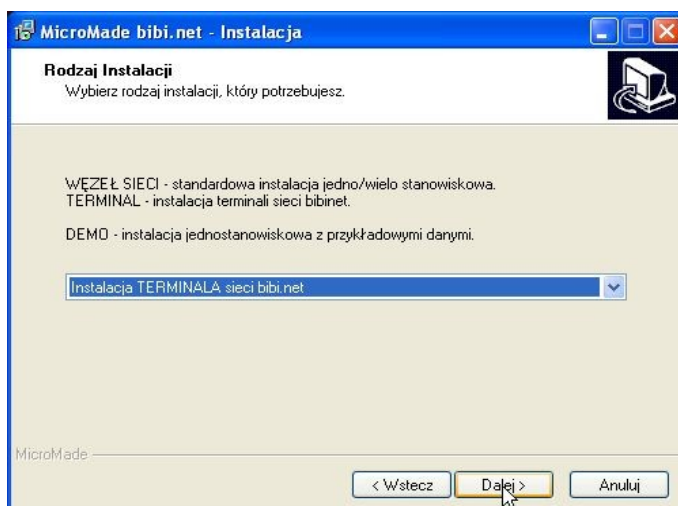 MicroMade bibi.net - Instalacja
Rodzaj Instalacji
Wybierz rodzaj instalacji, który potrzebujesz.
WĘZEŁ SIECI - standardowa instalacja jedno/wielo stanowiskowa.
TERMINAL - instalacja terminali sieci bibinet.
DEMO - instalacja jednostanowiskowa z przykładowymi danymi.
Instalacja TERMINALA sieci bibi.net
MicroMade
< Wstecz Dalej > Anuluj